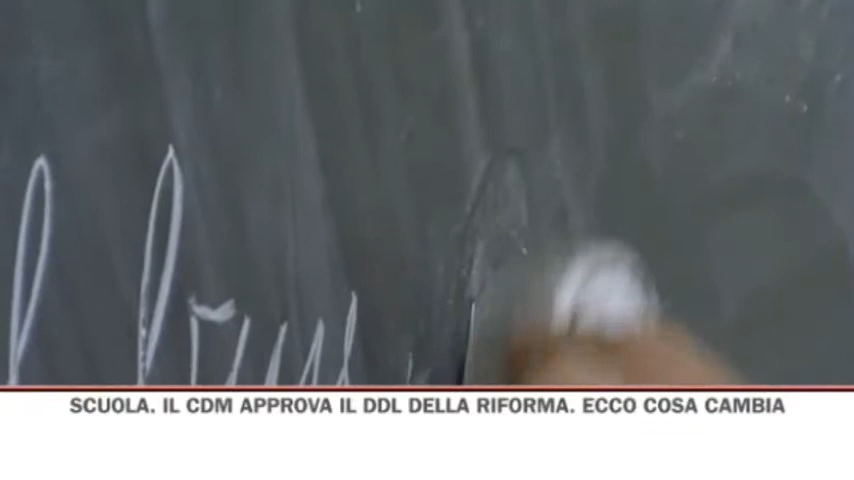 SCUOLA. IL CDM APPROVA IL DDL DELLA RIFORMA. ECCO COSA CAMBIA